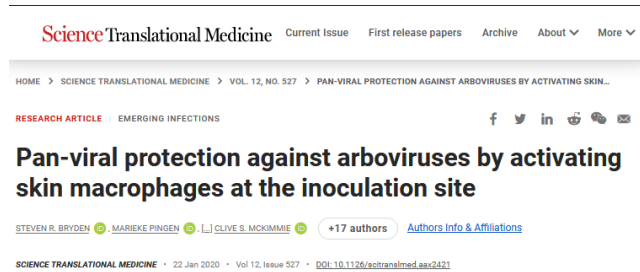 Science Translational Medicine Current Issue First release papers Archive About More
HOME > SCIENCE TRANSLATIONAL MEDICINE > VOL. 12, NO. 527 > PAN-VIRAL PROTECTION AGAINST ARBOVIRUSES BY ACTIVATING SKIN...
RESEARCH ARTICLE | EMERGING INFECTIONS
Pan-viral protection against arboviruses by activating
skin macrophages at the inoculation site
STEVEN R. BRYDEN iD, MARIEKE PINGEN iD, [...] CLIVE S. MCKIMMIE iD +17 authors Authors Info & Affiliations
SCIENCE TRANSLATIONAL MEDICINE • 22 Jan 2020 • Vol 12, Issue 527 • DOI: 10.1126/scitranslmed.aax2421